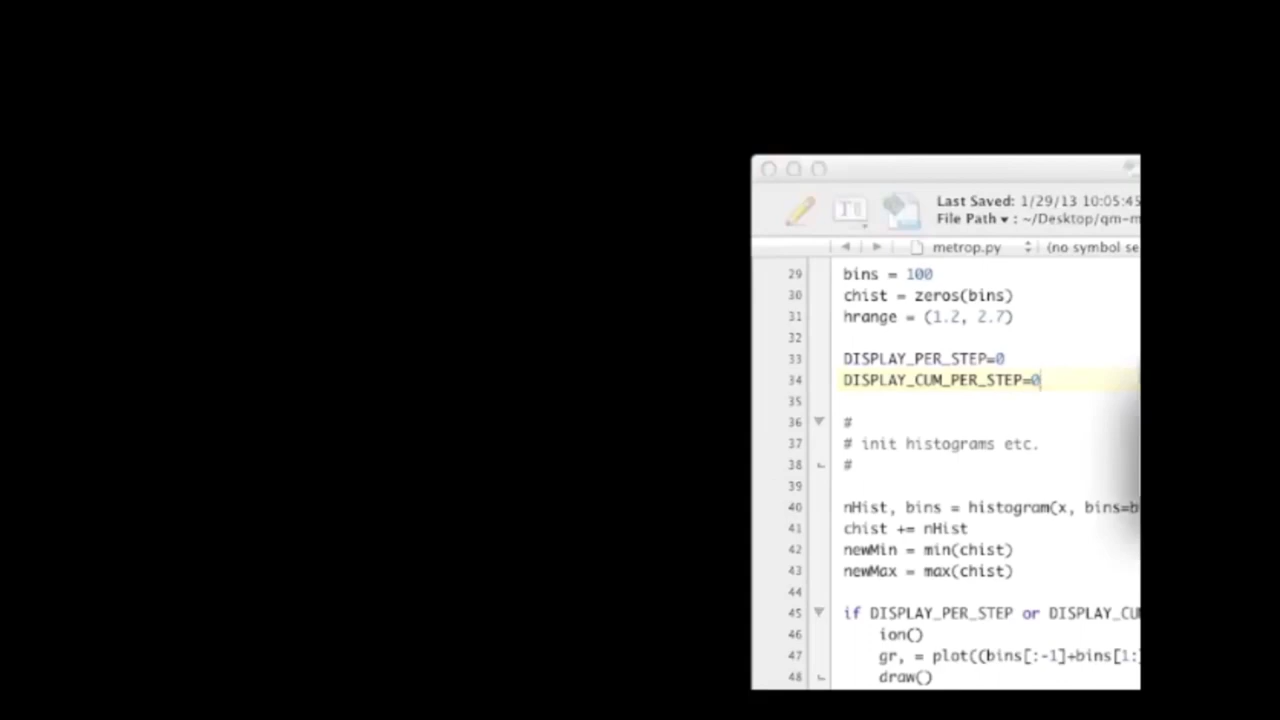 Last Saved: 1/29/13 10:05:45
File Path ▾ : ~/Desktop/qm-m
metrop.py (no symbol se
29 bins = 100
30 chist = zeros(bins)
31 hrange = (1.2, 2.7)
32
33 DISPLAY_PER_STEP=0
34 DISPLAY_CUM_PER_STEP=0
35
36 #
37 # init histograms etc.
38 #
39
40 nHist, bins = histogram(x, bins=b
41 chist += nHist
42 newMin = min(chist)
43 newMax = max(chist)
44
45 if DISPLAY_PER_STEP or DISPLAY_CU
46 ion()
47 gr, = plot((bins[:-1]+bins[1:]
48 draw()